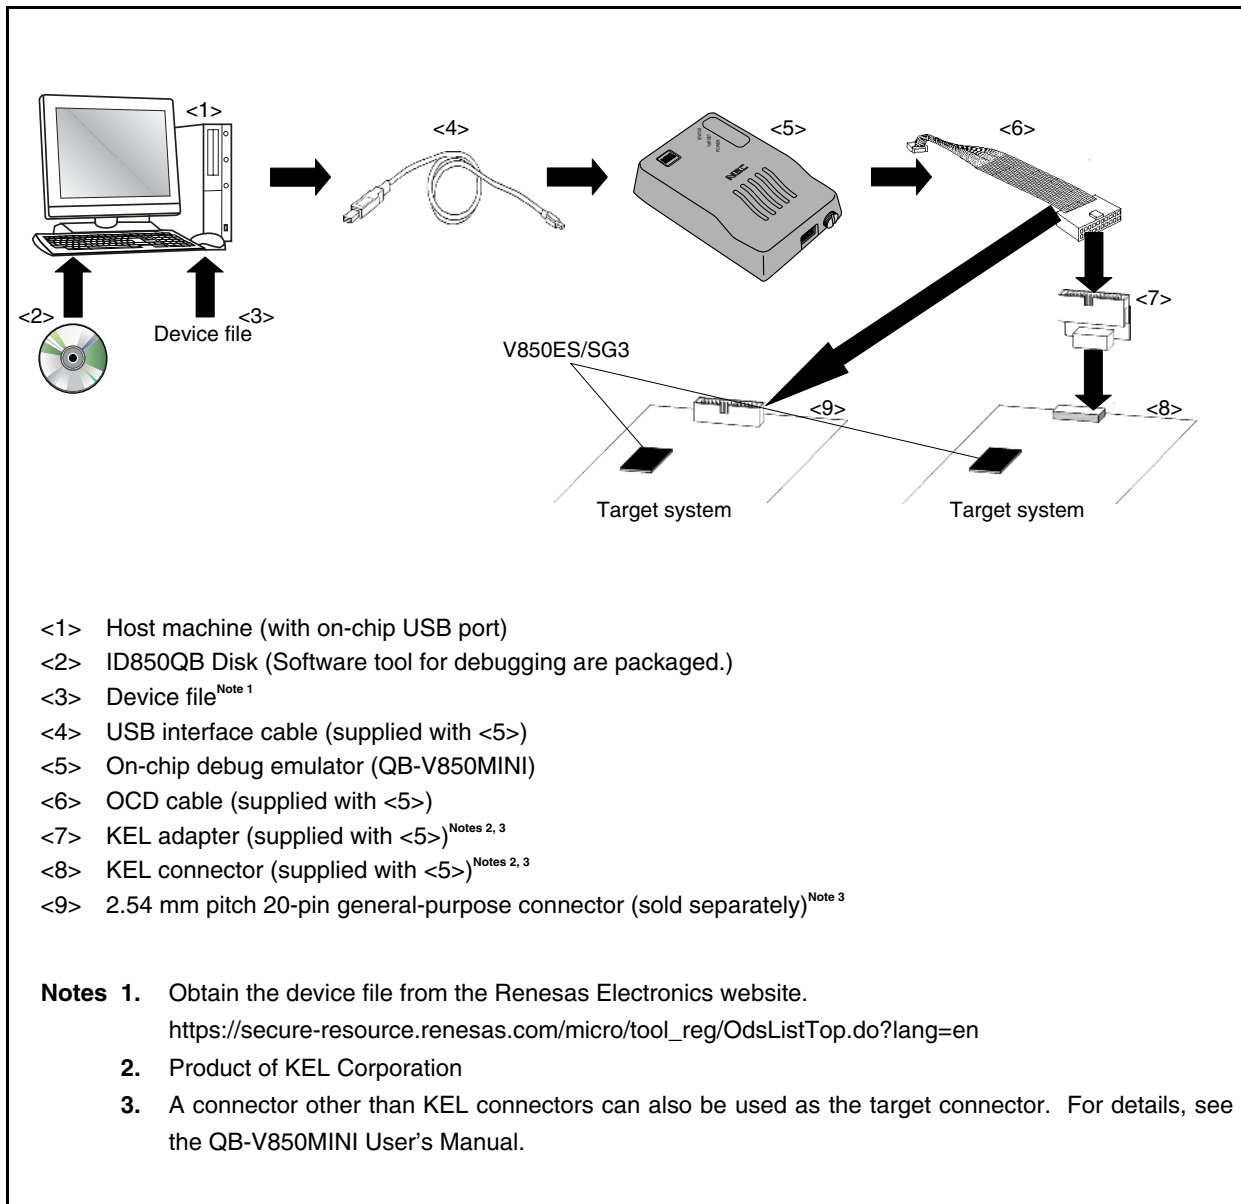 <1>
<4>
<5>
<6>
NEC
<7>
<2>
Device file
<3>
V850ES/SG3
<9>
<8>
Target system
Target system
<1> Host machine (with on-chip USB port)
<2> ID850QB Disk (Software tool for debugging are packaged.)
<3> Device file Note 1
<4> USB interface cable (supplied with <5>)
<5> On-chip debug emulator (QB-V850MINI)
<6> OCD cable (supplied with <5>)
<7> KEL adapter (supplied with <5>) Notes 2, 3
<8> KEL connector (supplied with <5>) Notes 2, 3
<9> 2.54 mm pitch 20-pin general-purpose connector (sold separately) Note 3
Notes 1. Obtain the device file from the Renesas Electronics website.
https://secure-resource.renesas.com/micro/tool_reg/OdsListTop.do?lang=en
2. Product of KEL Corporation
3. A connector other than KEL connectors can also be used as the target connector. For details, see
the QB-V850MINI User's Manual.